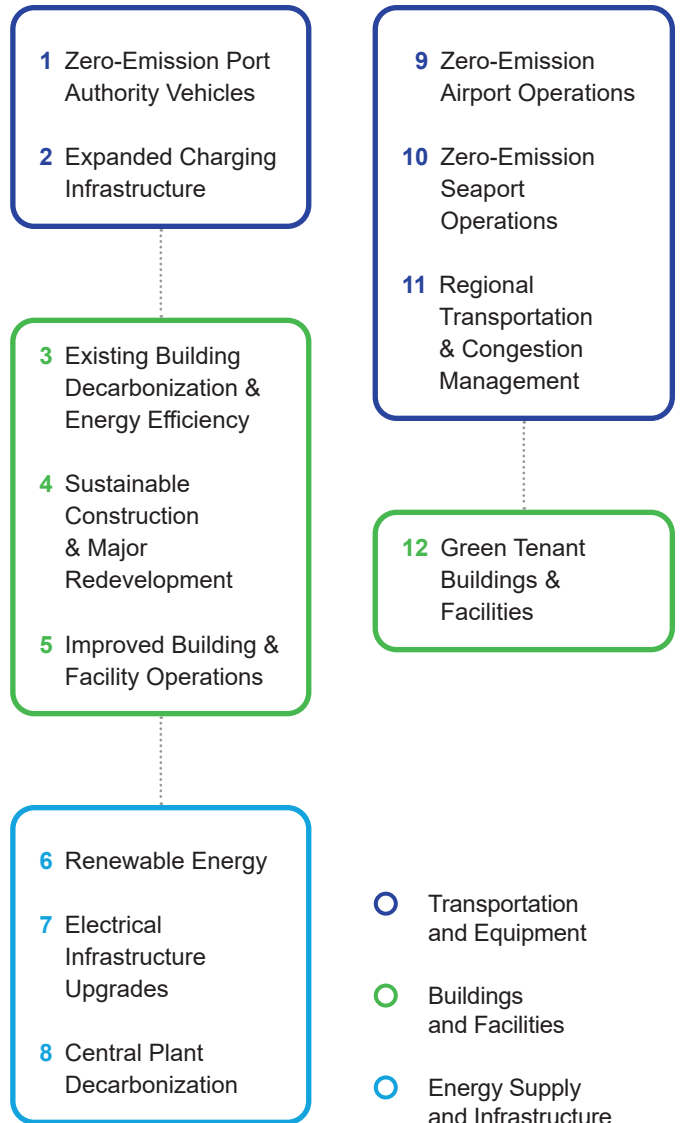 1 Zero-Emission Port
Authority Vehicles
2 Expanded Charging
Infrastructure
3 Existing Building
Decarbonization &
Energy Efficiency
4 Sustainable
Construction
& Major
Redevelopment
5 Improved Building &
Facility Operations
6 Renewable Energy
7 Electrical
Infrastructure
Upgrades
8 Central Plant
Decarbonization
9 Zero-Emission
Airport Operations
10 Zero-Emission
Seaport
Operations
11 Regional
Transportation
& Congestion
Management
12 Green Tenant
Buildings &
Facilities
Transportation
and Equipment
Buildings
and Facilities
Energy Supply
and Infrastructure